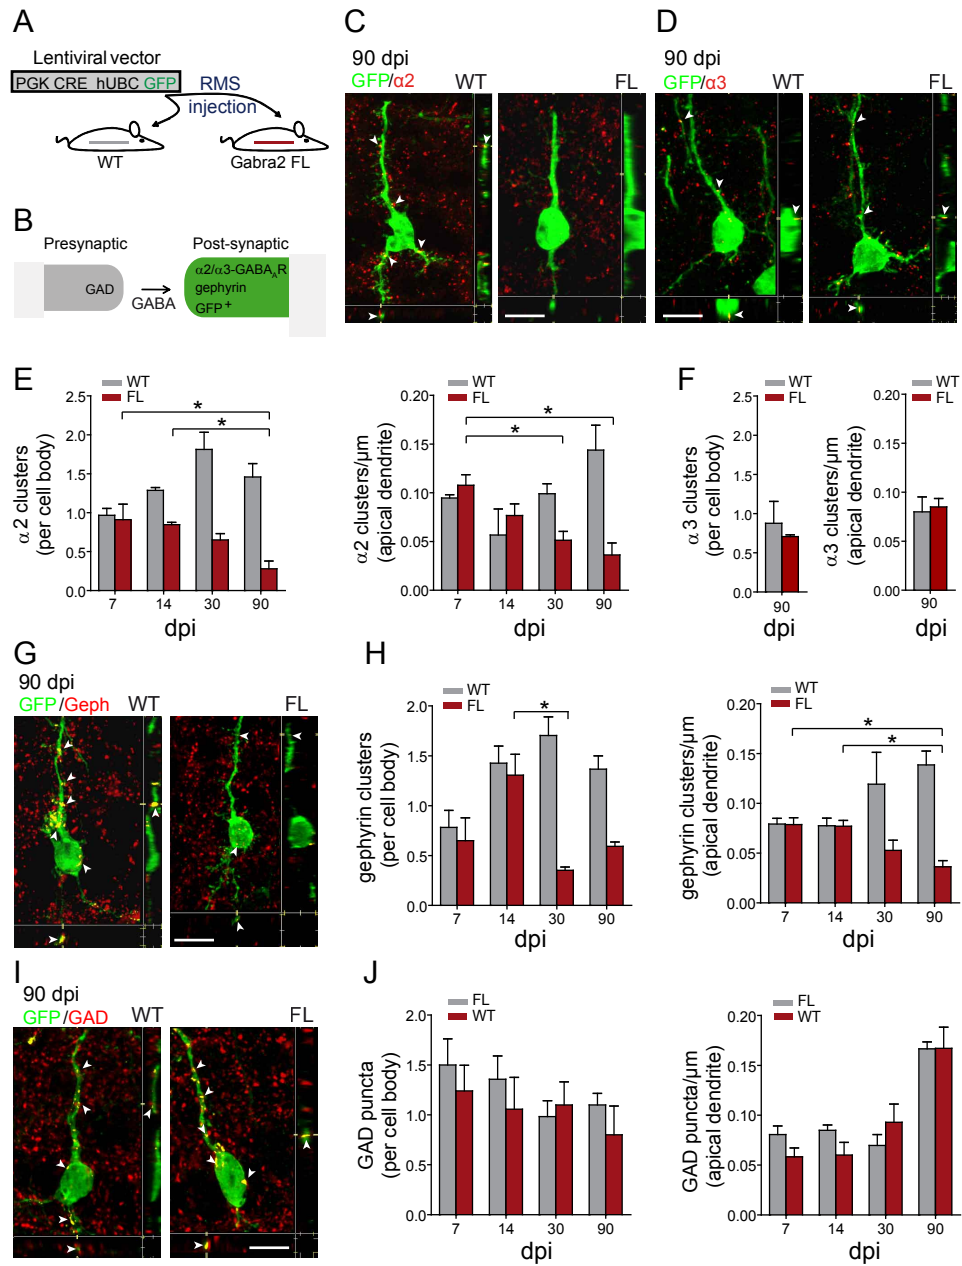 A
Lentiviral vector
PGK CRE hUBC GFP
RMS
injection
WT
Gabra2 FL
B
Presynaptic
Post-synaptic
GAD
GABA
α2/α3-GABA_AR
gephyrin
GFP+
C
90 dpi
GFP/α2
WT
FL
D
90 dpi
GFP/α3
WT
FL
E
WT
FL
α2 clusters
(per cell body)
2.5
2.0
1.5
1.0
0.5
0.0
*
*
7 14 30 90
dpi
WT
FL
α2 clusters/μm
(apical dendrite)
0.20
0.15
0.10
0.05
0.00
*
*
7 14 30 90
dpi
F
WT
FL
α3 clusters
(per cell body)
2.5
2.0
1.5
1.0
0.5
0.0
90
dpi
WT
FL
α3 clusters/μm
(apical dendrite)
0.20
0.15
0.10
0.05
0.00
90
dpi
G
90 dpi
GFP/Geph
WT
FL
H
WT
FL
gephyrin clusters
(per cell body)
2.0
1.5
1.0
0.5
0.0
*
7 14 30 90
dpi
WT
FL
gephyrin clusters/μm
(apical dendrite)
0.20
0.15
0.10
0.05
0.00
*
*
7 14 30 90
dpi
I
90 dpi
GFP/GAD
WT
FL
J
FL
WT
GAD puncta
(per cell body)
2.0
1.5
1.0
0.5
0.0
7 14 30 90
dpi
FL
WT
GAD puncta/μm
(apical dendrite)
0.20
0.15
0.10
0.05
0.00
7 14 30 90
dpi